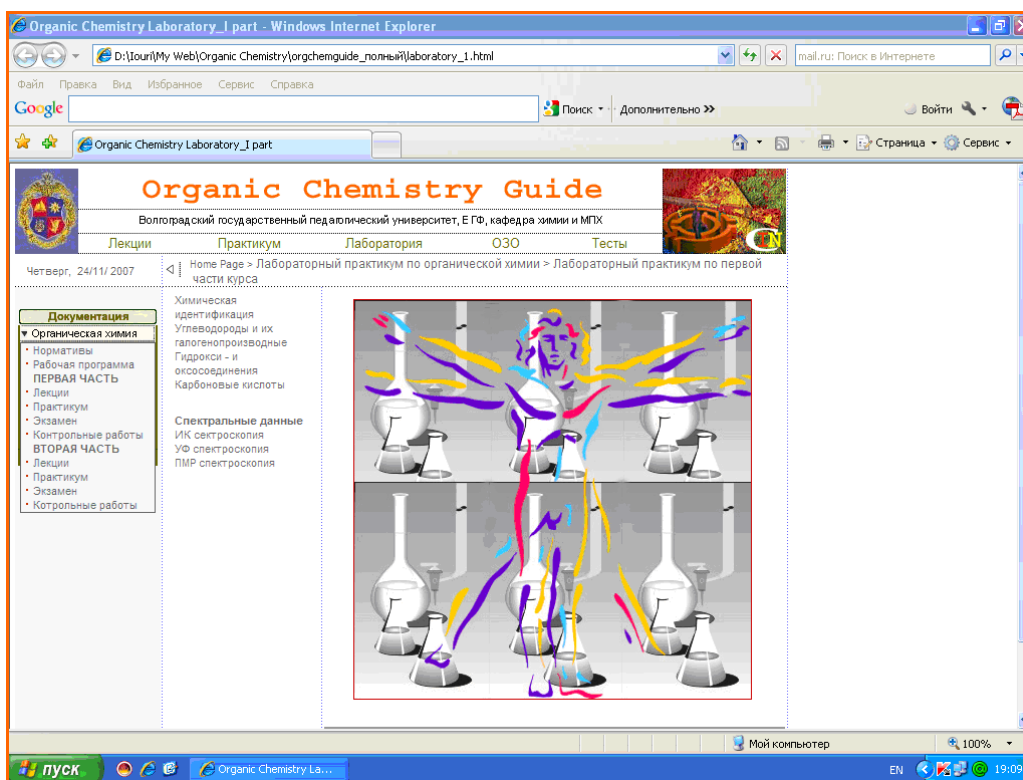 Organic Chemistry Laboratory_I part - Windows Internet Explorer
D:\Iouri\My Web\Organic Chemistry\orgchemguide_полный\laboratory_1.html
mail.ru: Поиск в Интернете
Файл Правка Вид Избранное Сервис Справка
Google Поиск Дополнительно >> Войти
Organic Chemistry Laboratory_I part Страница Сервис
Organic Chemistry Guide
Волгоградский государственный педагогический университет, ЕГФ, кафедра химии и МПХ
Лекции Практикум Лаборатория ОЗО Тесты
Четверг, 24/11/ 2007
Home Page > Лабораторный практикум по органической химии > Лабораторный практикум по первой
части курса
Документация
Органическая химия
Нормативы
Рабочая программа
ПЕРВАЯ ЧАСТЬ
Лекции
Практикум
Экзамен
Контрольные работы
ВТОРАЯ ЧАСТЬ
Лекции
Практикум
Экзамен
Котрольные работы
Химическая
идентификация
Углеводороды и их
галогенопроизводные
Гидрокси - и
оксосоединения
Карбоновые кислоты
Спектральные данные
ИК сектроскопия
УФ спектроскопия
ПМР спектроскопия
Мой компьютер 100%
пуск Organic Chemistry La... EN 19:09